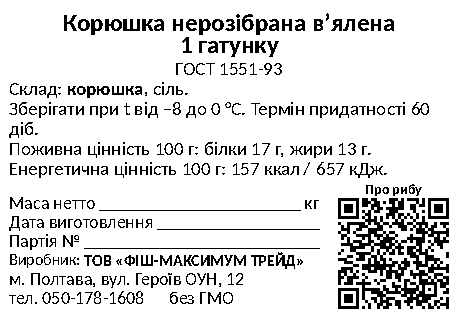 Корюшка нерозібрана в’ялена
1 гатунку
ГОСТ 1551-93
Склад: корюшка, сіль.
Зберігати при t від –8 до 0 °С. Термін придатності 60
діб.
Поживна цінність 100 г: білки 17 г, жири 13 г.
Енергетична цінність 100 г: 157 ккал / 657 кДж.
Про рибу
Маса нетто ______________________ кг
Дата виготовлення __________________
Партія № __________________________
Виробник: ТОВ «ФІШ-МАКСИМУМ ТРЕЙД»
м. Полтава, вул. Героїв ОУН, 12
тел. 050-178-1608 без ГМО